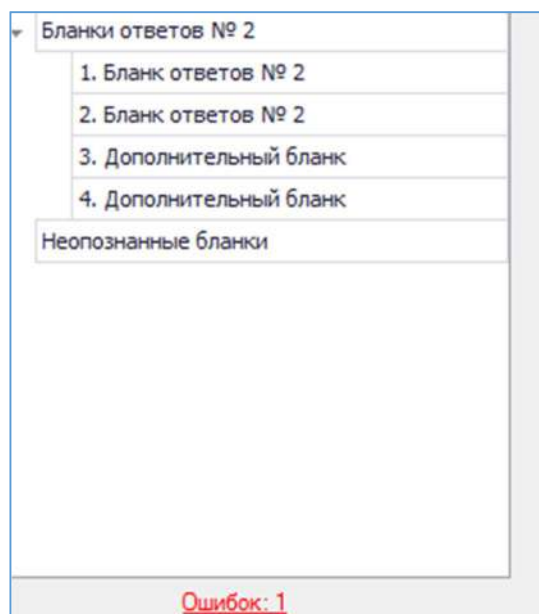 Бланки ответов № 2
1. Бланк ответов № 2
2. Бланк ответов № 2
3. Дополнительный бланк
4. Дополнительный бланк
Неопознанные бланки
Ошибок: 1